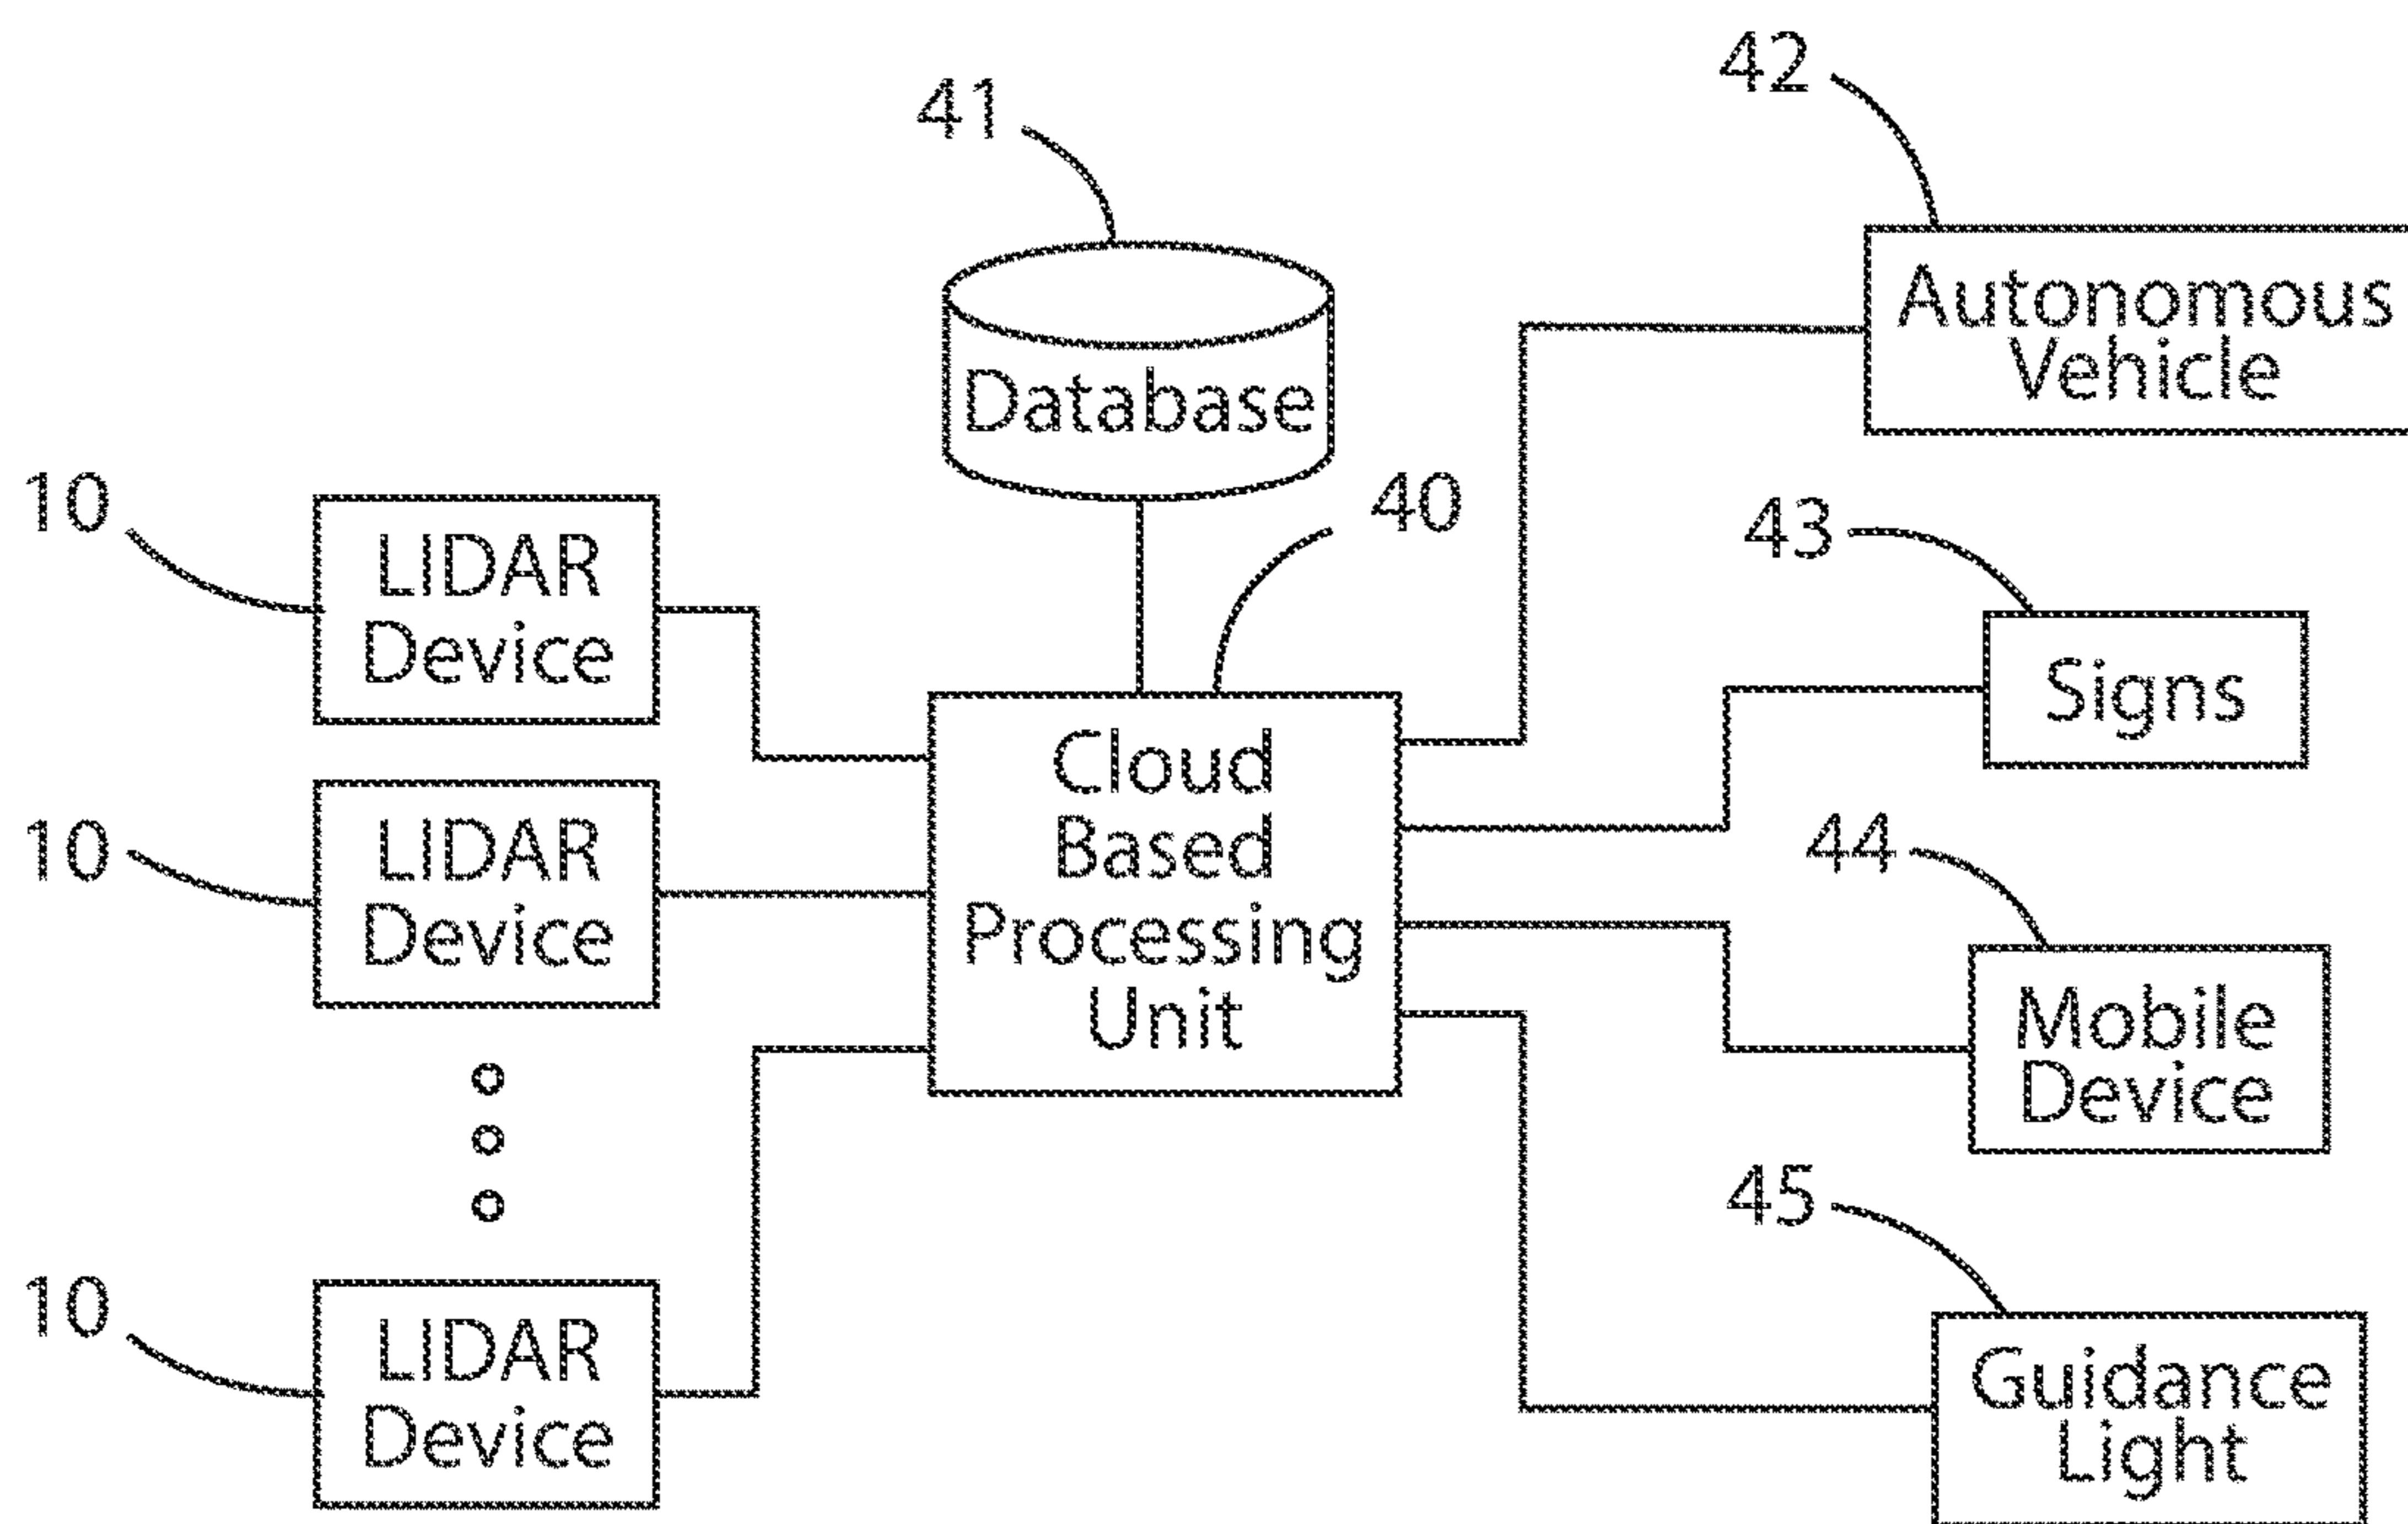 42
41
Autonomous
Vehicle
Database
10
40
43
LIDAR
Device
Signs
Cloud
Based
Processing
Unit
10
LIDAR
Device
44
Mobile
Device
45
10
LIDAR
Device
Guidance
Light